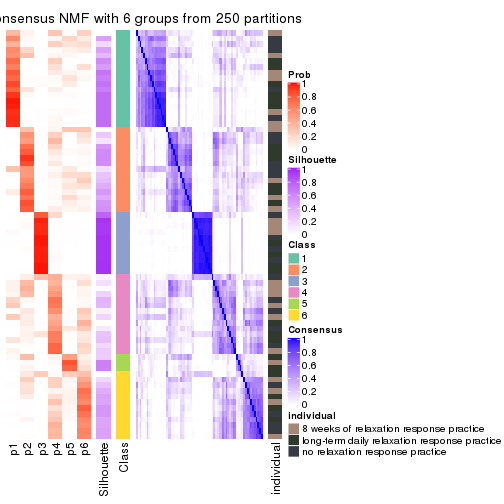 onsensus NMF with 6 groups from 250 partitions
Prob
1
0.8
0.6
0.4
0.2
0
Silhouette
1
0.8
0.6
0.4
0.2
0
Class
1
2
3
4
5
6
Consensus
1
0.8
0.6
0.4
0.2
0
individual
8 weeks of relaxation response practice
long-term daily relaxation response practice
no relaxation response practice
p1
p2
p3
p4
p5
p6
Silhouette
Class
individual